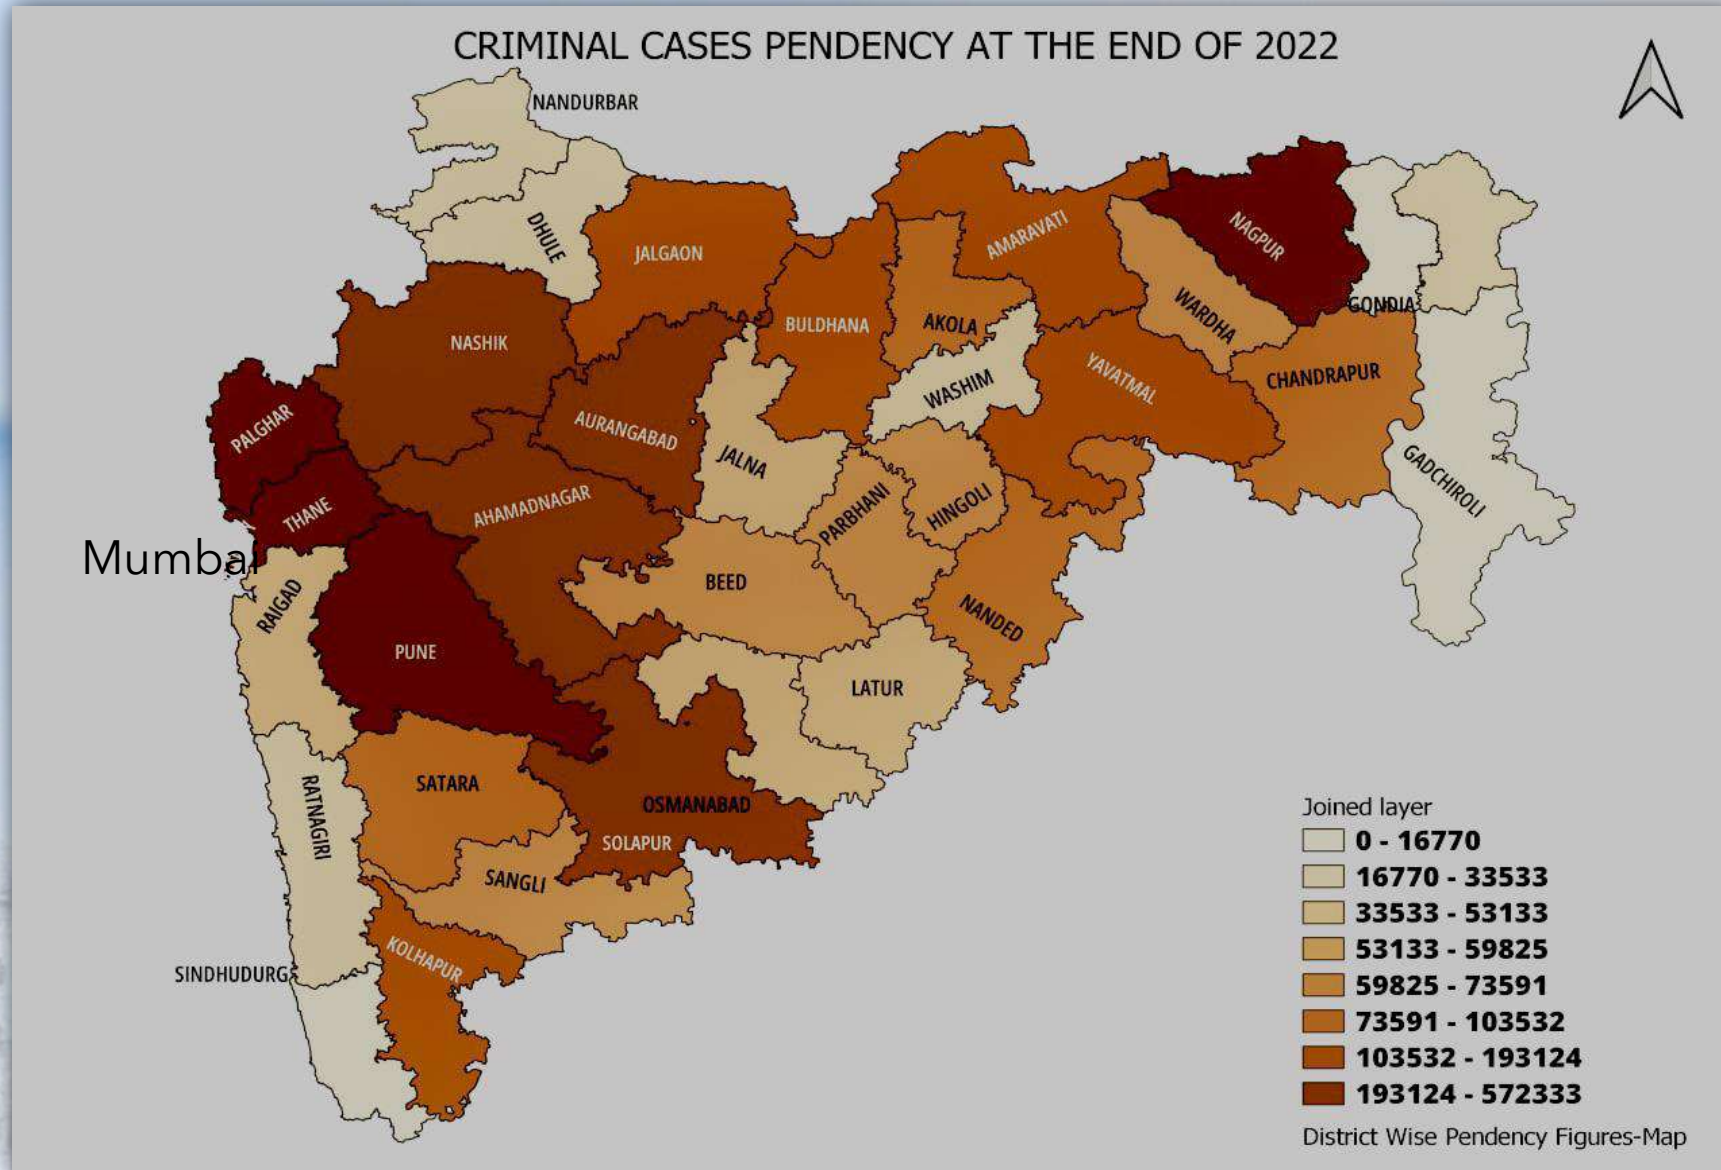 CRIMINAL CASES PENDENCY AT THE END OF 2022
NANDURBAR
DHULE
JALGAON
AMARAVATI
NAGPUR
NASHIK
BULDHANA
AKOLA
WARDHA
GONDIA
PALGHAR
AURANGABAD
WASHIM
YAVATMAL
CHANDRAPUR
JALNA
GADCHIROLI
THANE
AHAMADNAGAR
PARBHANI
HINGOLI
Mumbai
RAIGAD
BEED
NANDED
PUNE
LATUR
RATNAGIRI
SATARA
OSMANABAD
SOLAPUR
SANGLI
KOLHAPUR
SINDHUDURG
Joined layer
0 - 16770
16770 - 33533
33533 - 53133
53133 - 59825
59825 - 73591
73591 - 103532
103532 - 193124
193124 - 572333
District Wise Pendency Figures-Map